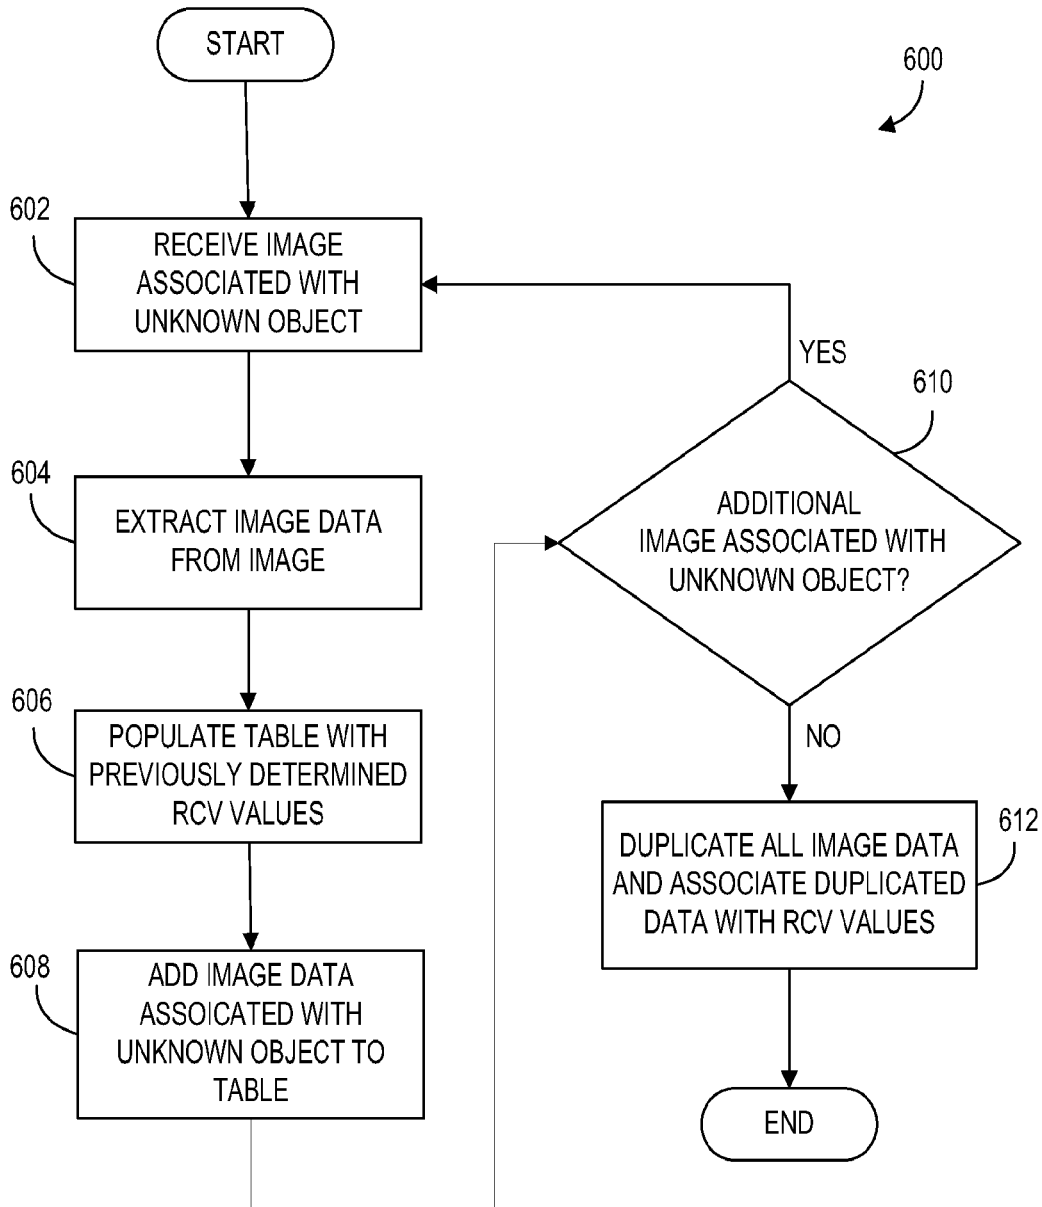 START
600
602
RECEIVE IMAGE
ASSOCIATED WITH
UNKNOWN OBJECT
604
EXTRACT IMAGE DATA
FROM IMAGE
606
POPULATE TABLE WITH
PREVIOUSLY DETERMINED
RCV VALUES
608
ADD IMAGE DATA
ASSOICATED WITH
UNKNOWN OBJECT TO
TABLE
YES
610
ADDITIONAL
IMAGE ASSOCIATED WITH
UNKNOWN OBJECT?
NO
612
DUPLICATE ALL IMAGE DATA
AND ASSOCIATE DUPLICATED
DATA WITH RCV VALUES
END